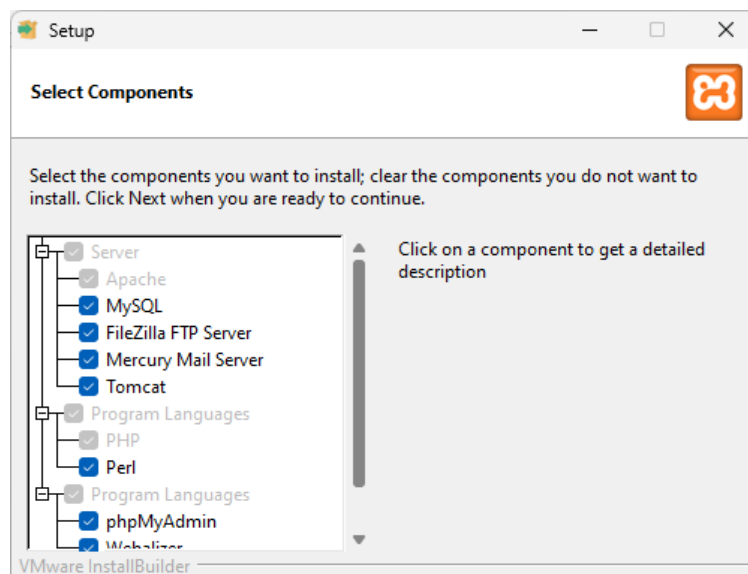 Setup
Select Components
Select the components you want to install; clear the components you do not want to
install. Click Next when you are ready to continue.
Server
Apache
MySQL
FileZilla FTP Server
Mercury Mail Server
Tomcat
Program Languages
PHP
Perl
Program Languages
phpMyAdmin
Webalizer
Click on a component to get a detailed
description
VMware InstallBuilder